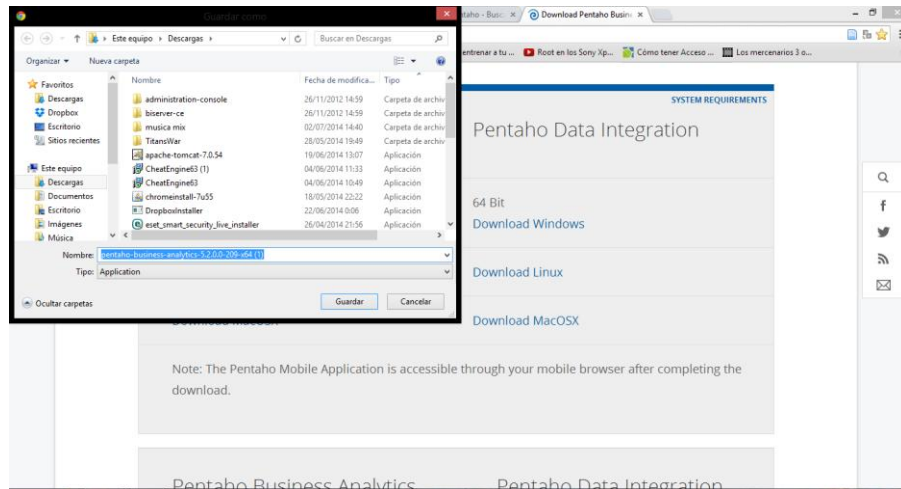 Guardar como
Este equipo ▸ Descargas ▸
Buscar en Descargas
Organizar
Nueva carpeta
Favoritos
Descargas
Dropbox
Escritorio
Sitios recientes
Este equipo
Descargas
Documentos
Escritorio
Imágenes
Música
Nombre Fecha de modifica... Tipo
administration-console 26/11/2012 14:59 Carpeta de archiv
biserver-ce 26/11/2012 14:59 Carpeta de archiv
musica mix 02/07/2014 14:40 Carpeta de archiv
TitansWar 28/05/2014 19:49 Carpeta de archiv
apache-tomcat-7.0.54 19/06/2014 13:07 Aplicación
CheatEngine63 (1) 04/06/2014 11:33 Aplicación
CheatEngine63 04/06/2014 10:49 Aplicación
chromeinstall-7u55 18/05/2014 22:22 Aplicación
DropboxInstaller 22/06/2014 0:06 Aplicación
eset_smart_security_live_installer 26/04/2014 21:56 Aplicación
Nombre: pentaho-business-analytics-5.2.0.0-209-x64 (1)
Tipo: Application
Ocultar carpetas
Guardar
Cancelar
ntaho - Busc
Download Pentaho Busin
entrenar a tu ...
Root en los Sony Xp...
Cómo tener Acceso ...
Los mercenarios 3 o...
SYSTEM REQUIREMENTS
Pentaho Data Integration
64 Bit
Download Windows
Download Linux
Download MacOSX
Download MacOSX
Note: The Pentaho Mobile Application is accessible through your mobile browser after completing the
download.
Pentaho Business Analytics
Pentaho Data Integration